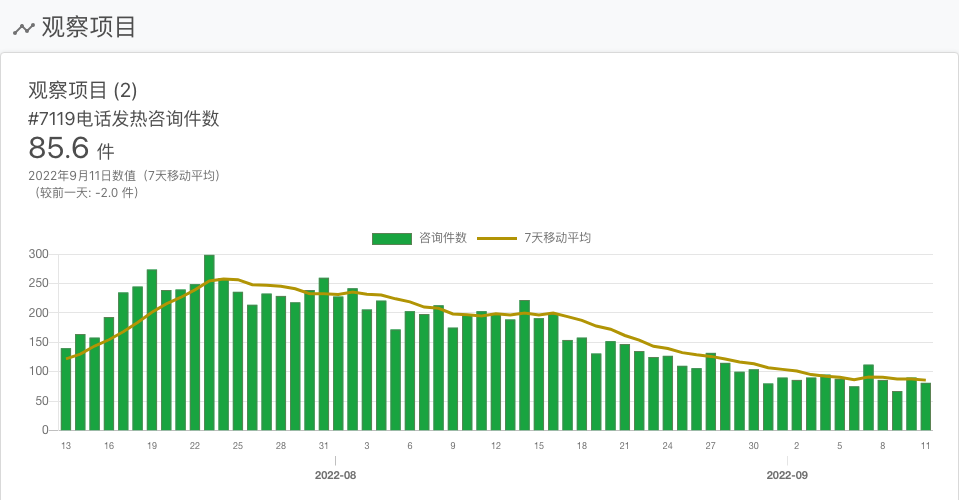 观察项目
观察项目 (2)
#7119电话发热咨询件数
85.6 件
2022年9月11日数值（7天移动平均）
（较前一天: -2.0 件）
咨询件数 7天移动平均
300
250
200
150
100
50
0
13 16 19 22 25 28 31 3 6 9 12 15 18 21 24 27 30 2 5 8 11
2022-08 2022-09